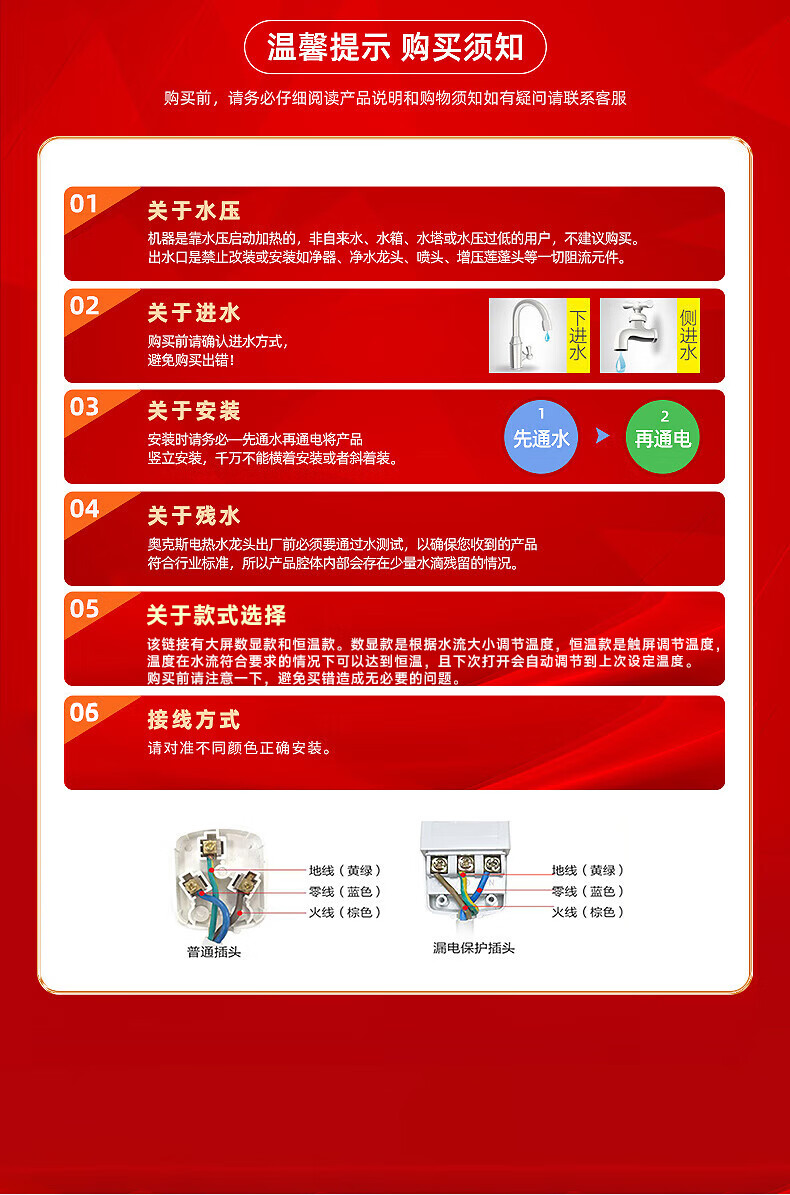 温馨提示 购买须知
购买前，请务必仔细阅读产品说明和购物须知如有疑问请联系客服
01
关于水压
机器是靠水压启动加热的，非自来水、水箱、水塔或水压过低的用户，不建议购买。
出水口是禁止改装或安装如净器、净水龙头、喷头、增压莲蓬头等一切阻流元件。
02
关于进水
购买前请确认进水方式，
避免购买出错！
下进水
侧进水
03
关于安装
安装时请务必—先通水再通电将产品
竖立安装，千万不能横着安装或者斜着装。
1
先通水
2
再通电
04
关于残水
奥克斯电热水龙头出厂前必须要通过水测试，以确保您收到的产品
符合行业标准，所以产品腔体内部会存在少量水滴残留的情况。
05
关于款式选择
该链接有大屏数显款和恒温款。数显款是根据水流大小调节温度，恒温款是触屏调节温度，
温度在水流符合要求的情况下可以达到恒温，且下次打开会自动调节到上次设定温度。
购买前请注意一下，避免买错造成无必要的问题。
06
接线方式
请对准不同颜色正确安装。
地线（黄绿）
零线（蓝色）
火线（棕色）
普通插头
地线（黄绿）
零线（蓝色）
火线（棕色）
漏电保护插头